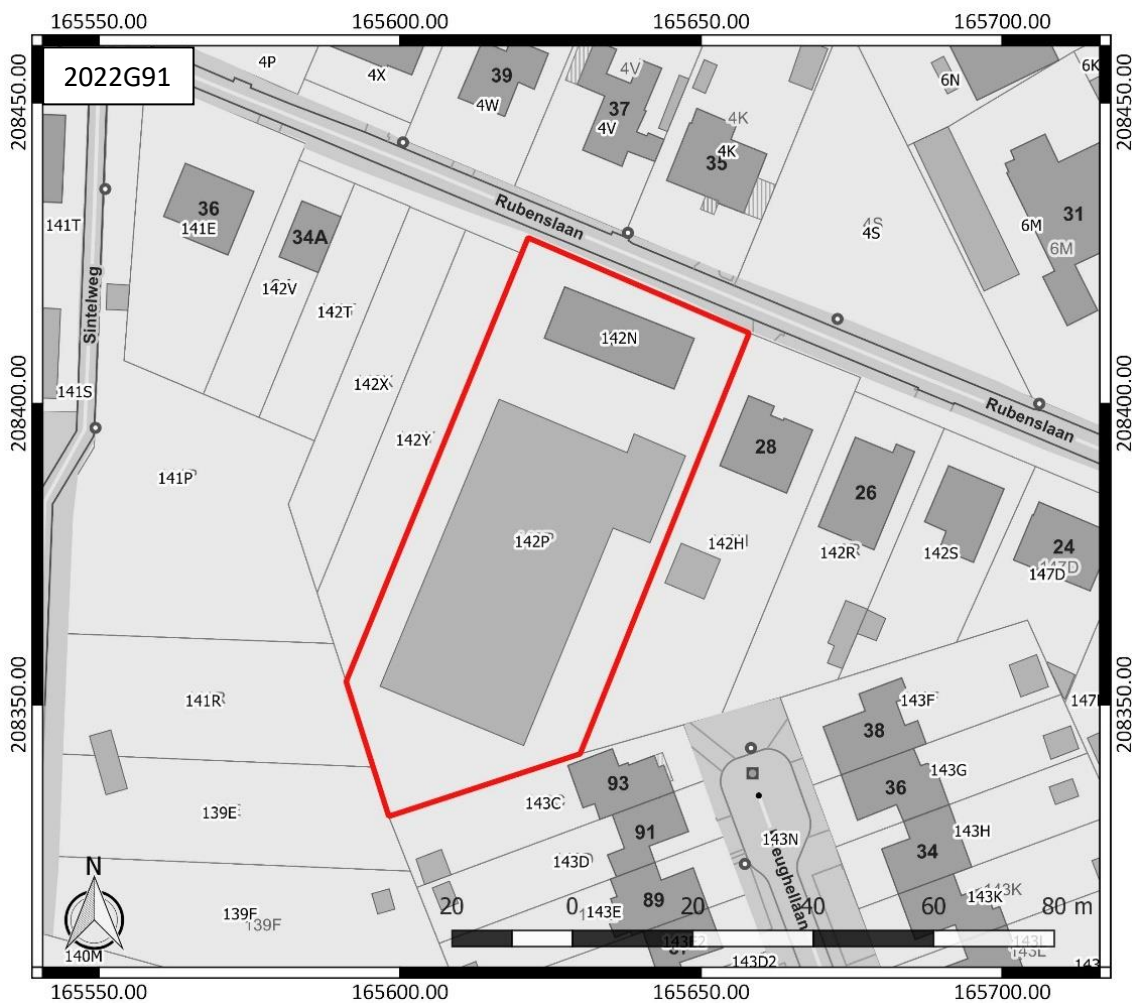 165550.00
165600.00
165650.00
165700.00
2022G91
4P
4X
39
4W
4V
37
4V
4K
35
4K
6N
6K
208450.00
208450.00
31
6M
6M
4S
4S
Rubenslaan
36
141E
34A
141T
142V
142T
Sintelweg
142N
142X
142Y
141S
208400.00
208400.00
Rubenslaan
28
26
24
141P
142P
142H
142R
142S
147D
147D
208350.00
208350.00
141R
143F
38
93
143C
143G
36
139E
91
143N
143H
34
143D
N
139F
139F
89
143E
143K
143K
20
0
20
40
60
80 m
140M
143D2
143L
165550.00
165600.00
165650.00
165700.00